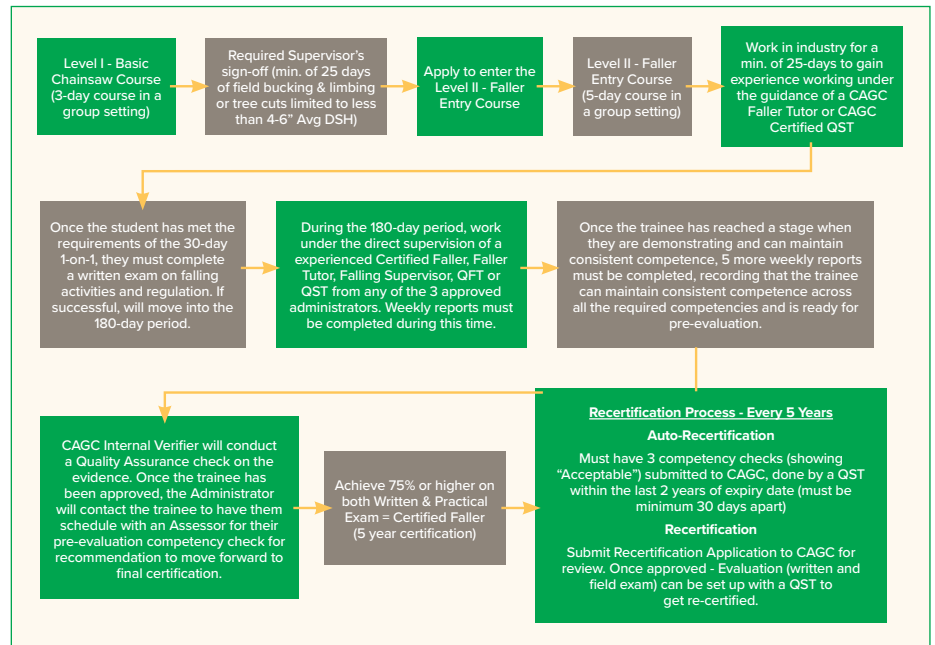 Level I - Basic
Chainsaw Course
(3-day course in a
group setting)
Required Supervisor's
sign-off (min. of 25 days
of field bucking & limbing
or tree cuts limited to less
than 4-6" Avg DSH)
Apply to enter the
Level II - Faller
Entry Course
Level II - Faller
Entry Course
(5-day course in
a group setting)
Work in industry for a
min. of 25-days to gain
experience working under
the guidance of a CAGC
Faller Tutor or CAGC
Certified QST
Once the student has met the
requirements of the 30-day
1-on-1, they must complete
a written exam on falling
activities and regulation. If
successful, will move into the
180-day period.
During the 180-day period, work
under the direct supervision of a
experienced Certified Faller, Faller
Tutor, Falling Supervisor, QFT or
QST from any of the 3 approved
administrators. Weekly reports must
be completed during this time.
Once the trainee has reached a stage when
they are demonstrating and can maintain
consistent competence, 5 more weekly reports
must be completed, recording that the trainee
can maintain consistent competence across
all the required competencies and is ready for
pre-evaluation.
CAGC Internal Verifier will conduct
a Quality Assurance check on the
evidence. Once the trainee has
been approved, the Administrator
will contact the trainee to have them
schedule with an Assessor for their
pre-evaluation competency check for
recommendation to move forward to
final certification.
Achieve 75% or higher on
both Written & Practical
Exam = Certified Faller
(5 year certification)
Recertification Process - Every 5 Years
Auto-Recertification
Must have 3 competency checks (showing
"Acceptable") submitted to CAGC, done by a QST
within the last 2 years of expiry date (must be
minimum 30 days apart)
Recertification
Submit Recertification Application to CAGC for
review. Once approved - Evaluation (written and
field exam) can be set up with a QST to
get re-certified.